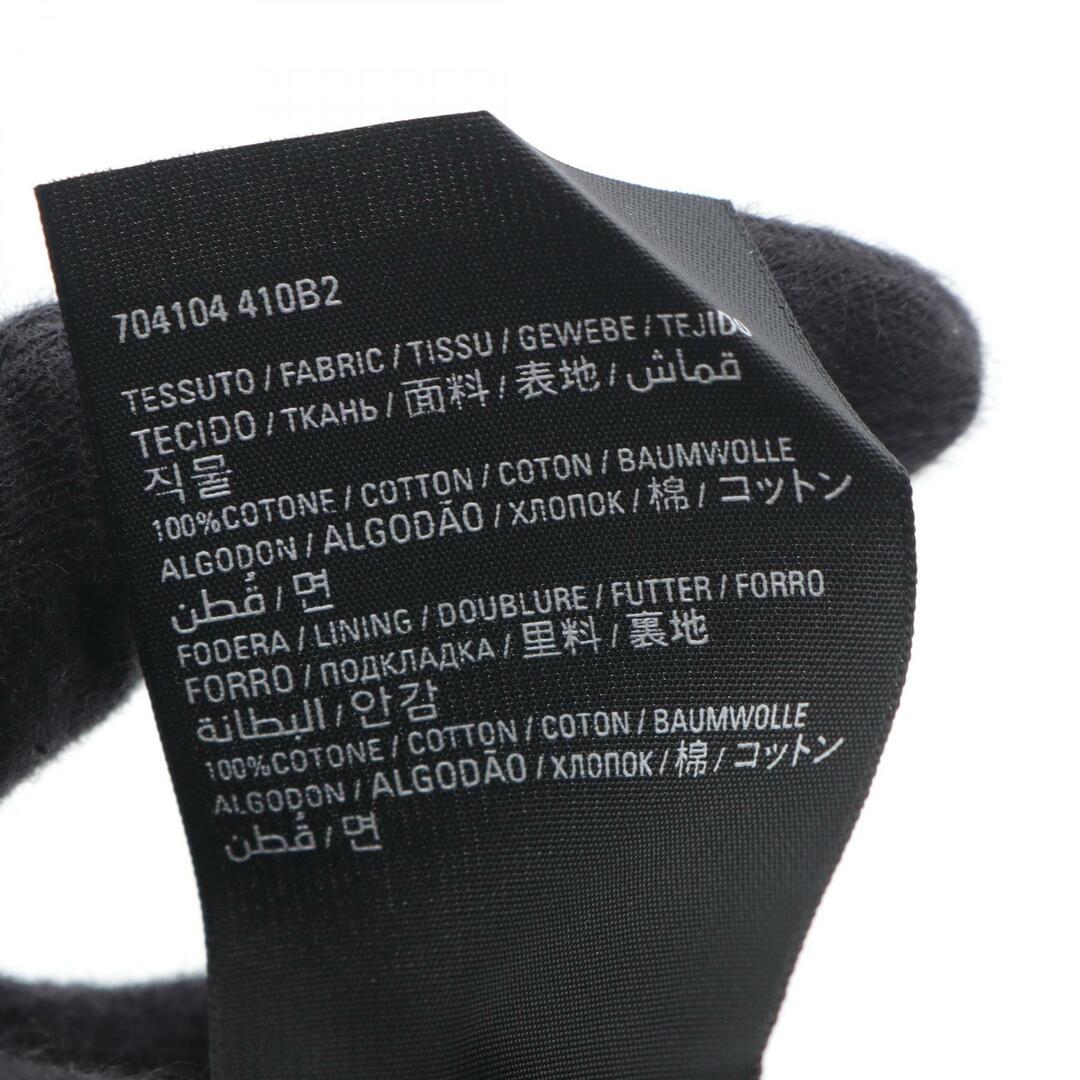 704104 410B2
TESSUTO / FABRIC / TISSU / GEWEBE / TEJIDO
TECIDO / ТКАНЬ / 面料 / 表地 / قماش
직물
100%COTONE / COTTON / COTON / BAUMWOLLE
ALGODON / ALGODÃO / ХЛОПОК / 棉 / コットン
قُطن / 면
FODERA / LINING / DOUBLURE / FUTTER / FORRO
FORRO / ПОДКЛАДКА / 里料 / 裏地
البطانة / 안감
100%COTONE / COTTON / COTON / BAUMWOLLE
ALGODON / ALGODÃO / ХЛОПОК / 棉 / コットン
قُطن / 면